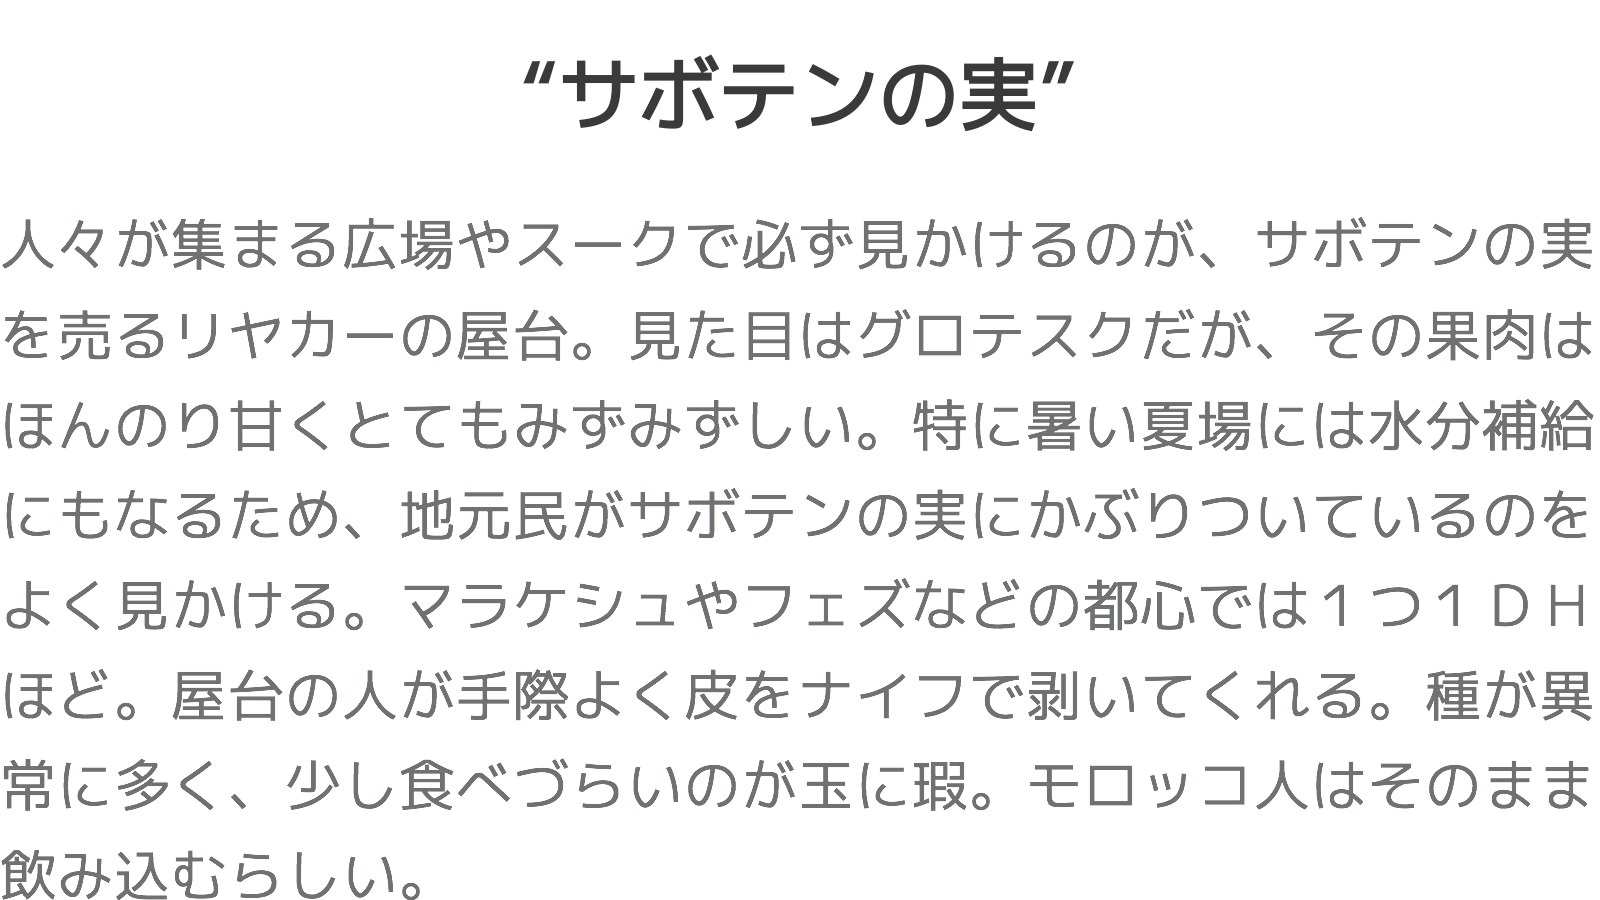 “サボテンの実”
人々が集まる広場やスークで必ず見かけるのが、サボテンの実
を売るリヤカーの屋台。見た目はグロテスクだが、その果肉は
ほんのり甘くとてもみずみずしい。特に暑い夏場には水分補給
にもなるため、地元民がサボテンの実にかぶりついているのを
よく見かける。マラケシュやフェズなどの都心では１つ１ＤＨ
ほど。屋台の人が手際よく皮をナイフで剥いてくれる。種が異
常に多く、少し食べづらいのが玉に瑕。モロッコ人はそのまま
飲み込むらしい。